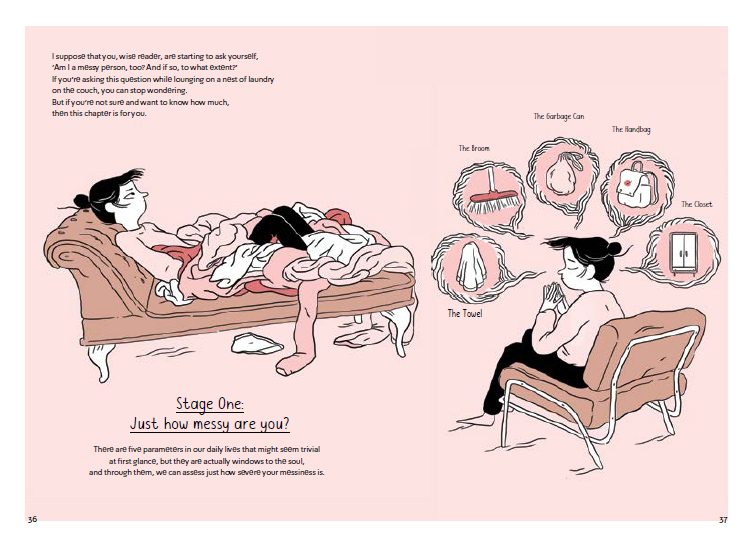 I suppose that you, wise reader, are starting to ask yourself,
'Am I a messy person, too? And if so, to what extent?'
If you're asking this question while lounging on a nest of laundry
on the couch, you can stop wondering.
But if you're not sure and want to know how much,
then this chapter is for you.
Stage One:
Just how messy are you?
There are five parameters in our daily lives that might seem trivial
at first glance, but they are actually windows to the soul,
and through them, we can assess just how severe your messiness is.
36
The Garbage Can
The Handbag
The Broom
The Closet
The Towel
37